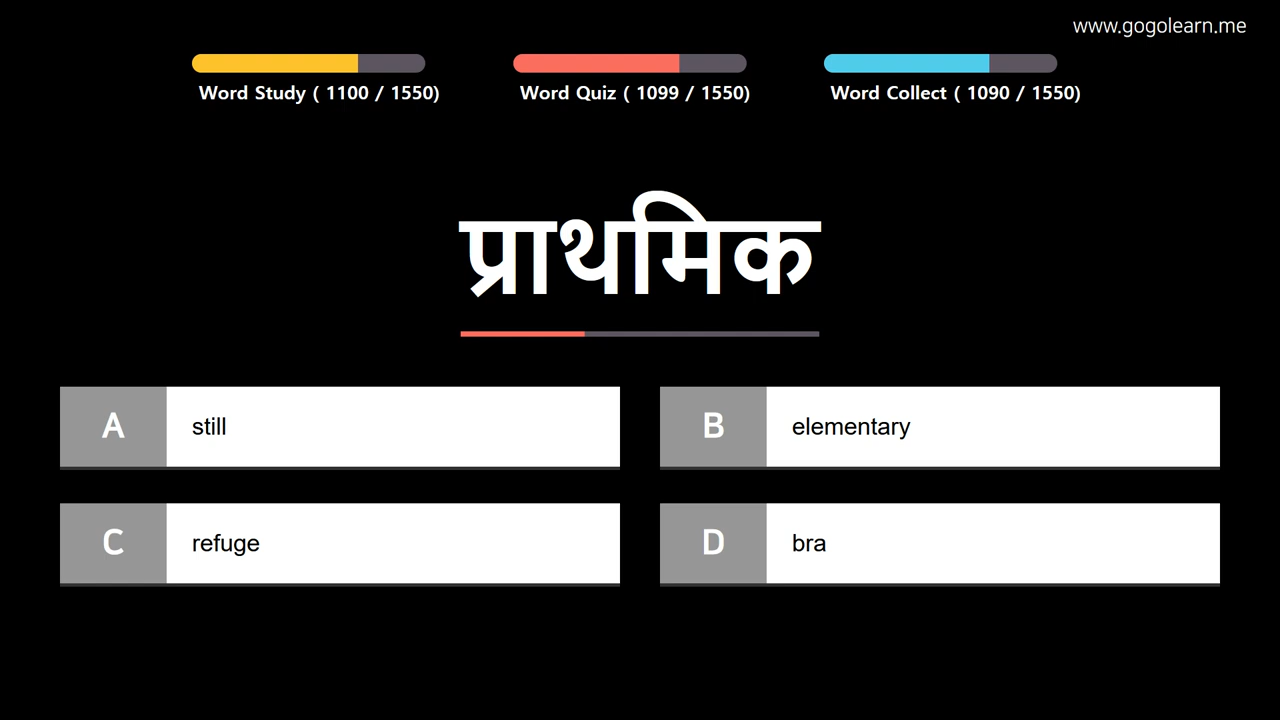 www.gogolearn.me
Word Study ( 1100 / 1550)
Word Quiz ( 1099 / 1550)
Word Collect ( 1090 / 1550)
प्राथमिक
A still
B elementary
C refuge
D bra